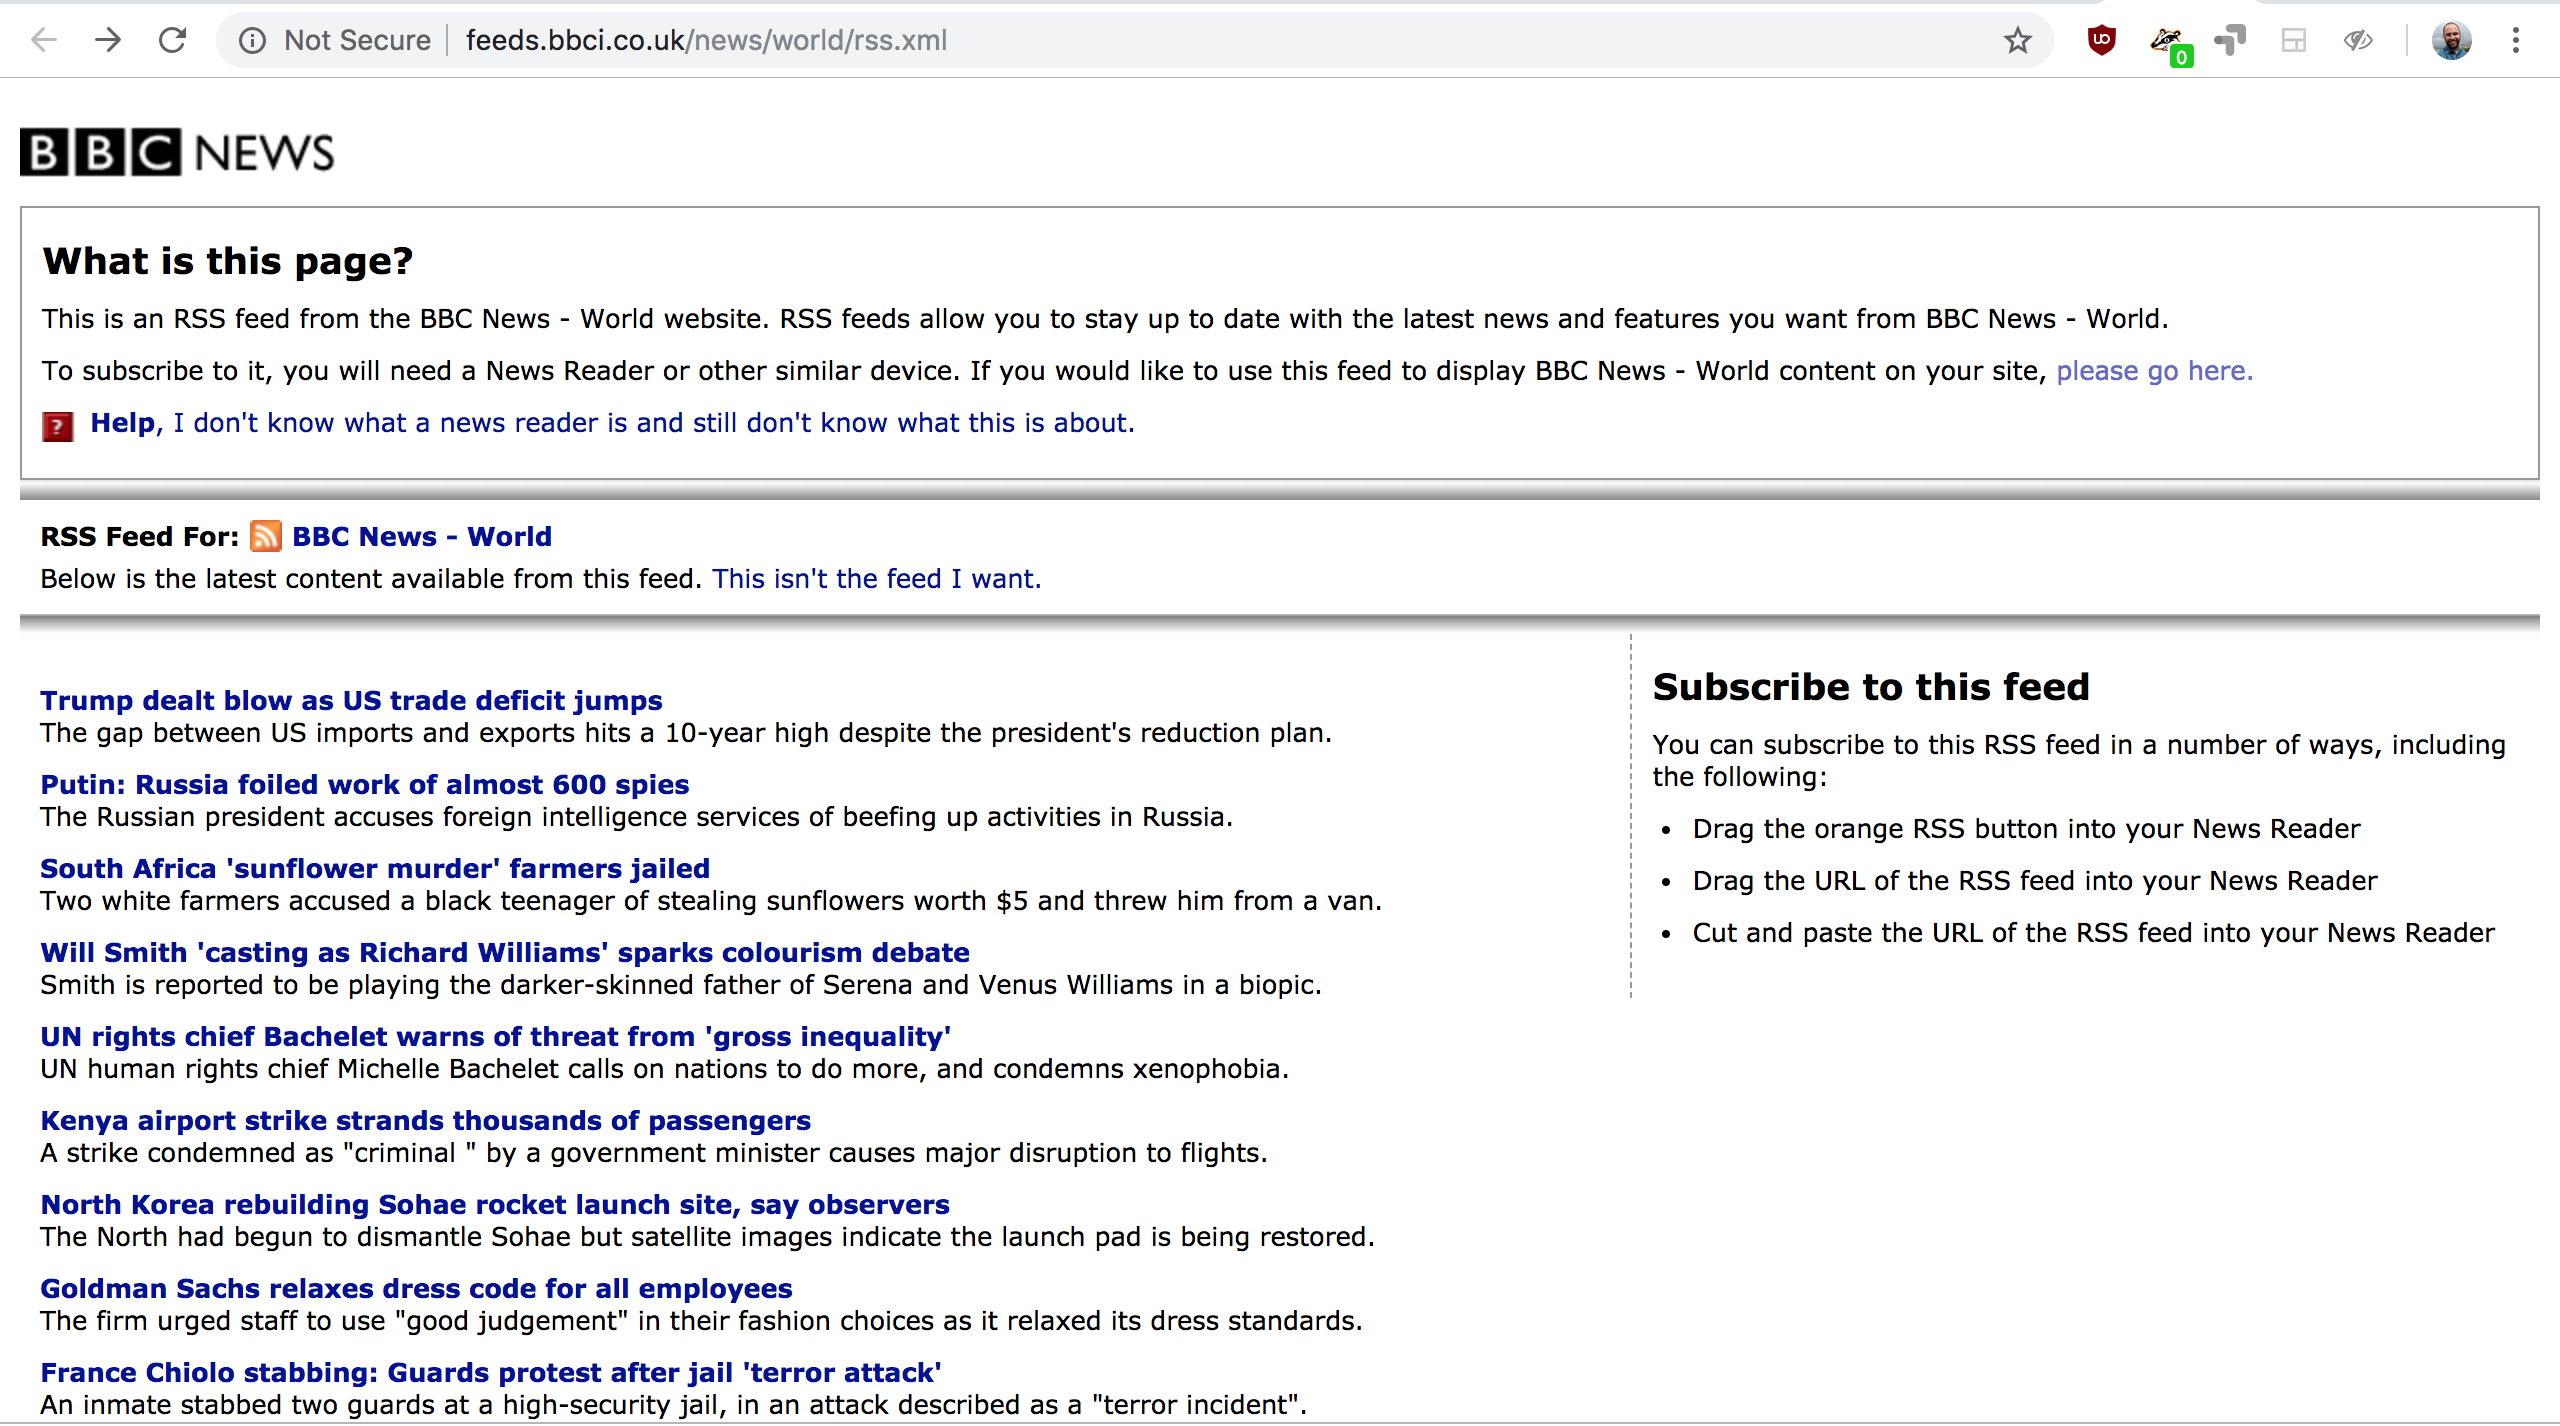 Not Secure feeds.bbci.co.uk/news/world/rss.xml
uo
0
BBC NEWS
What is this page?
This is an RSS feed from the BBC News - World website. RSS feeds allow you to stay up to date with the latest news and features you want from BBC News - World.
To subscribe to it, you will need a News Reader or other similar device. If you would like to use this feed to display BBC News - World content on your site, please go here.
? Help, I don't know what a news reader is and still don't know what this is about.
RSS Feed For: BBC News - World
Below is the latest content available from this feed. This isn't the feed I want.
Trump dealt blow as US trade deficit jumps
The gap between US imports and exports hits a 10-year high despite the president's reduction plan.
Putin: Russia foiled work of almost 600 spies
The Russian president accuses foreign intelligence services of beefing up activities in Russia.
South Africa 'sunflower murder' farmers jailed
Two white farmers accused a black teenager of stealing sunflowers worth $5 and threw him from a van.
Will Smith 'casting as Richard Williams' sparks colourism debate
Smith is reported to be playing the darker-skinned father of Serena and Venus Williams in a biopic.
UN rights chief Bachelet warns of threat from 'gross inequality'
UN human rights chief Michelle Bachelet calls on nations to do more, and condemns xenophobia.
Kenya airport strike strands thousands of passengers
A strike condemned as "criminal " by a government minister causes major disruption to flights.
North Korea rebuilding Sohae rocket launch site, say observers
The North had begun to dismantle Sohae but satellite images indicate the launch pad is being restored.
Goldman Sachs relaxes dress code for all employees
The firm urged staff to use "good judgement" in their fashion choices as it relaxed its dress standards.
France Chiolo stabbing: Guards protest after jail 'terror attack'
An inmate stabbed two guards at a high-security jail, in an attack described as a "terror incident".
Subscribe to this feed
You can subscribe to this RSS feed in a number of ways, including
the following:
• Drag the orange RSS button into your News Reader
• Drag the URL of the RSS feed into your News Reader
• Cut and paste the URL of the RSS feed into your News Reader